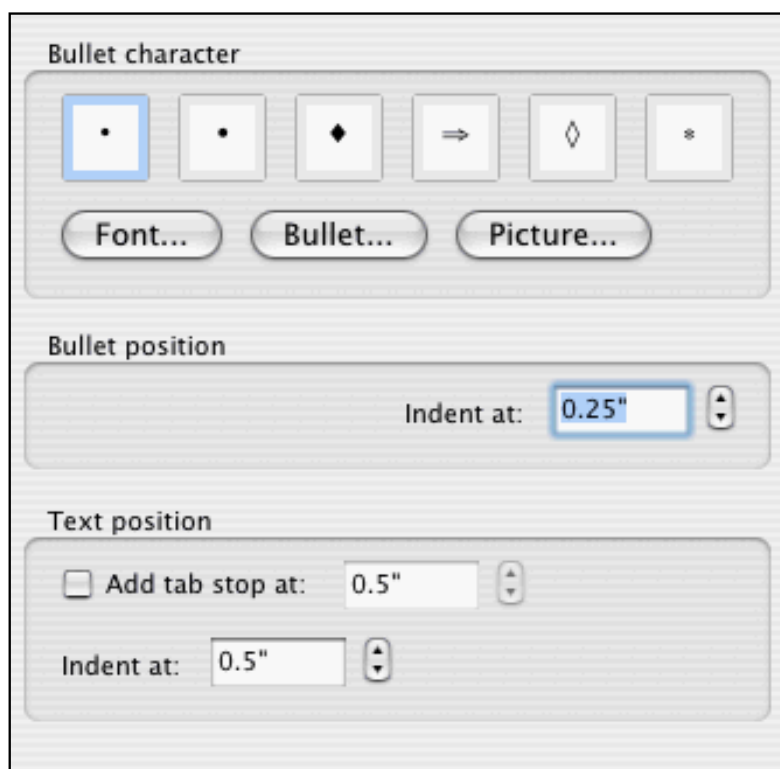 Bullet character
Font... Bullet... Picture...
Bullet position
Indent at: 0.25"
Text position
Add tab stop at: 0.5"
Indent at: 0.5"